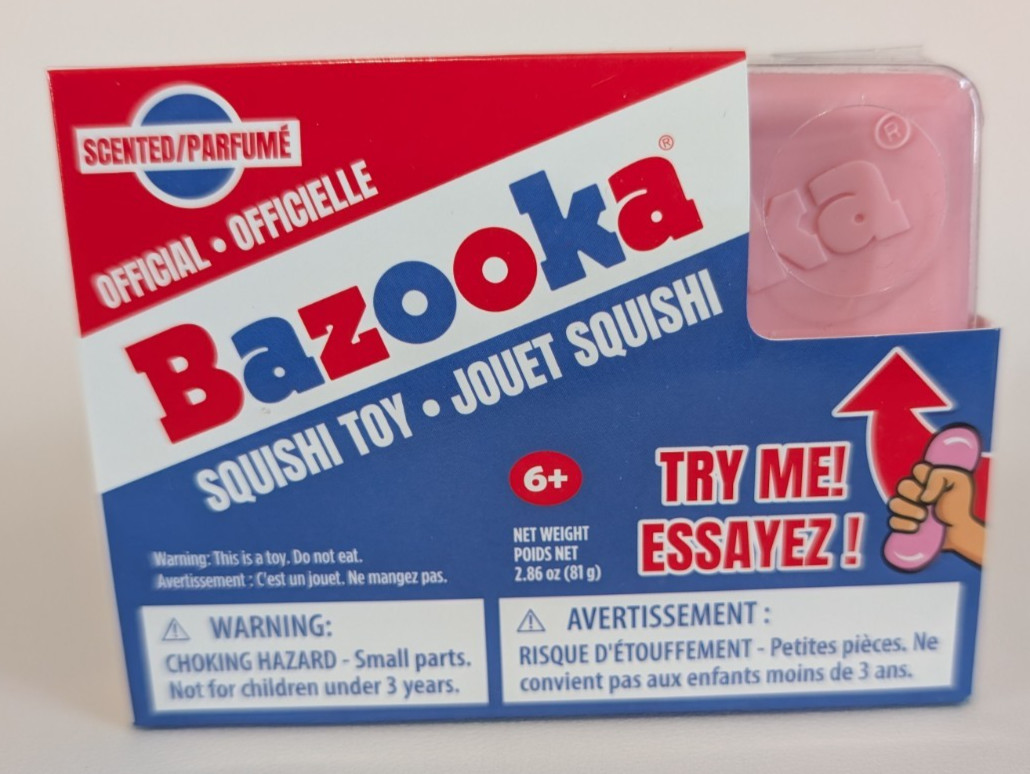 SCENTED/PARFUMÉ
OFFICIAL • OFFICIELLE
Bazooka®
SQUISHI TOY • JOUET SQUISHI
ka®
6+
TRY ME!
ESSAYEZ !
NET WEIGHT
POIDS NET
2.86 oz (81 g)
Warning: This is a toy. Do not eat.
Avertissement : C'est un jouet. Ne mangez pas.
⚠ WARNING:
CHOKING HAZARD - Small parts.
Not for children under 3 years.
⚠ AVERTISSEMENT :
RISQUE D'ÉTOUFFEMENT - Petites pièces. Ne
convient pas aux enfants moins de 3 ans.